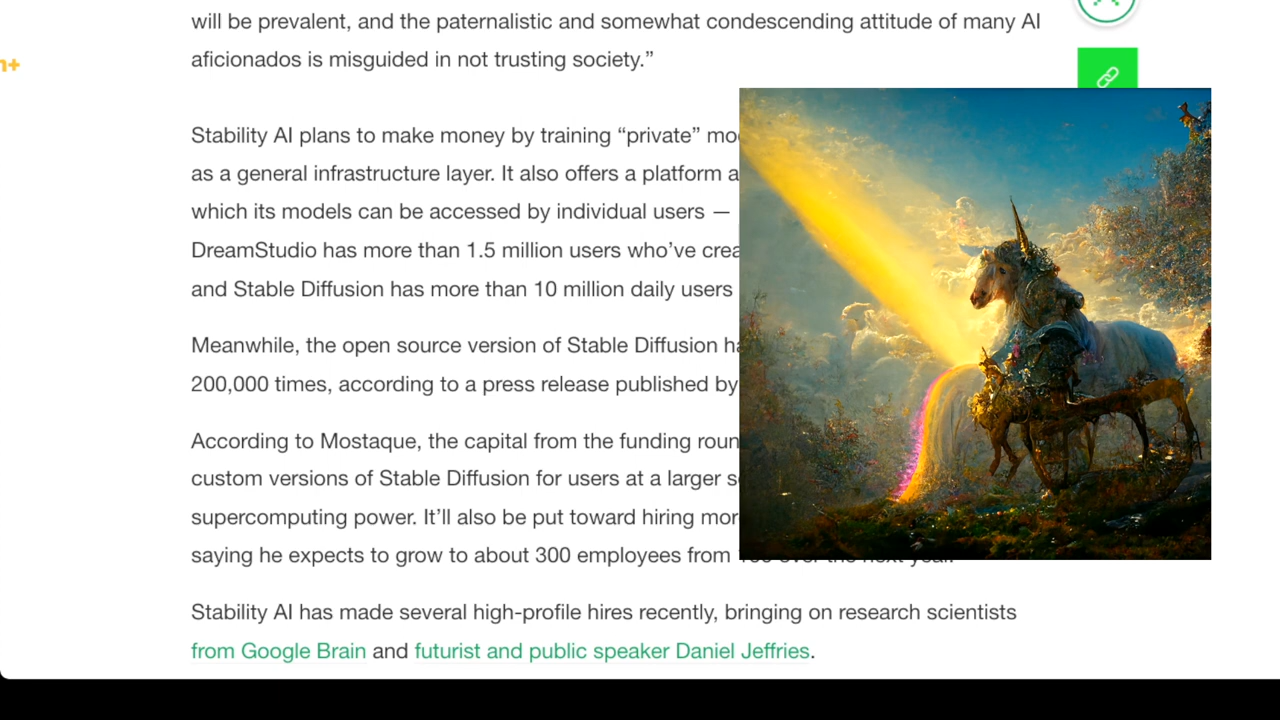 will be prevalent, and the paternalistic and somewhat condescending attitude of many AI
aficionados is misguided in not trusting society.”
Stability AI plans to make money by training “private”
as a general infrastructure layer. It also offers a platform
which its models can be accessed by individual users —
DreamStudio has more than 1.5 million users who’ve
and Stable Diffusion has more than 10 million daily users
Meanwhile, the open source version of Stable Diffusion
200,000 times, according to a press release published by
According to Mostaque, the capital from the funding
custom versions of Stable Diffusion for users at a larger
supercomputing power. It’ll also be put toward hiring
saying he expects to grow to about 300 employees from
Stability AI has made several high-profile hires recently, bringing on research scientists
from Google Brain and futurist and public speaker Daniel Jeffries.